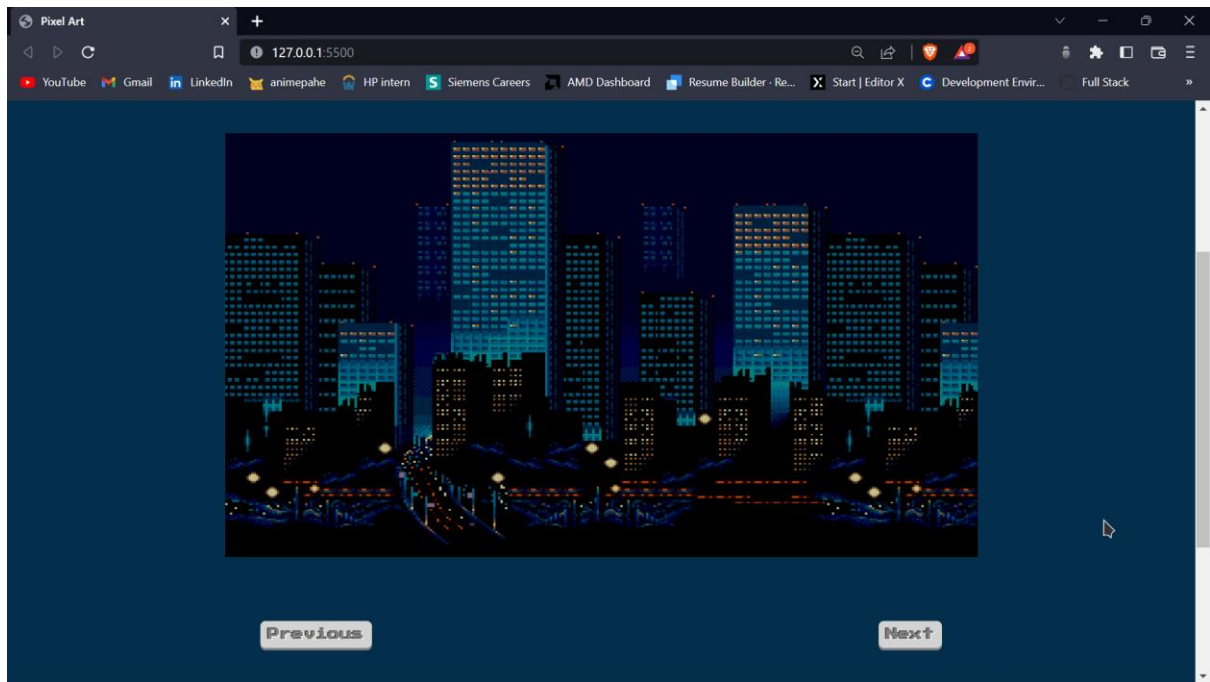 Pixel Art
127.0.0.1:5500
YouTube Gmail LinkedIn animepahe HP intern Siemens Careers AMD Dashboard Resume Builder - Re... Start | Editor X Development Envir... Full Stack »
Previous Next